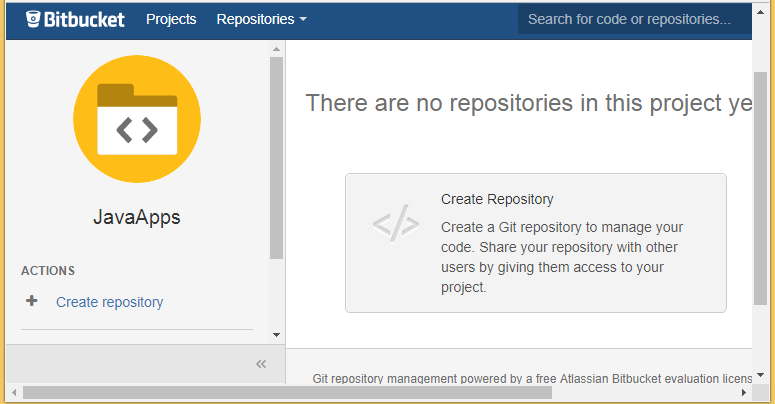 Bitbucket Projects Repositories Search for code or repositories...
There are no repositories in this project ye
JavaApps
ACTIONS
Create repository
Create Repository
Create a Git repository to manage your
code. Share your repository with other
users by giving them access to your
project.
Git repository management powered by a free Atlassian Bitbucket evaluation licens